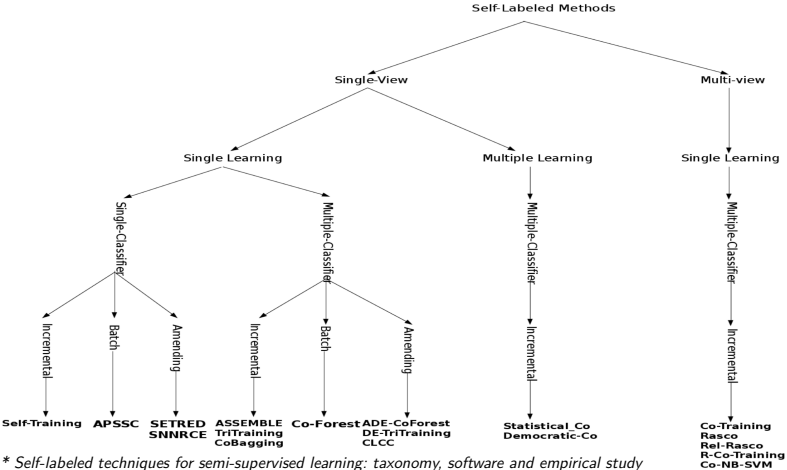 Self-Labeled Methods
Single-View
Multi-view
Single Learning
Multiple Learning
Single Learning
Single-Classifier
Multiple-Classifier
Multiple-Classifier
Multiple-Classifier
Incremental
Batch
Amending
Incremental
Batch
Amending
Incremental
Incremental
Self-Training
APSSC
SETRED
SNNRCE
ASSEMBLE
TriTraining
CoBagging
Co-Forest
ADE-CoForest
DE-TriTraining
CLCC
Statistical_Co
Democratic-Co
Co-Training
Rasco
Rel-Rasco
R-Co-Training
Co-NB-SVM
* Self-labeled techniques for semi-supervised learning: taxonomy, software and empirical study